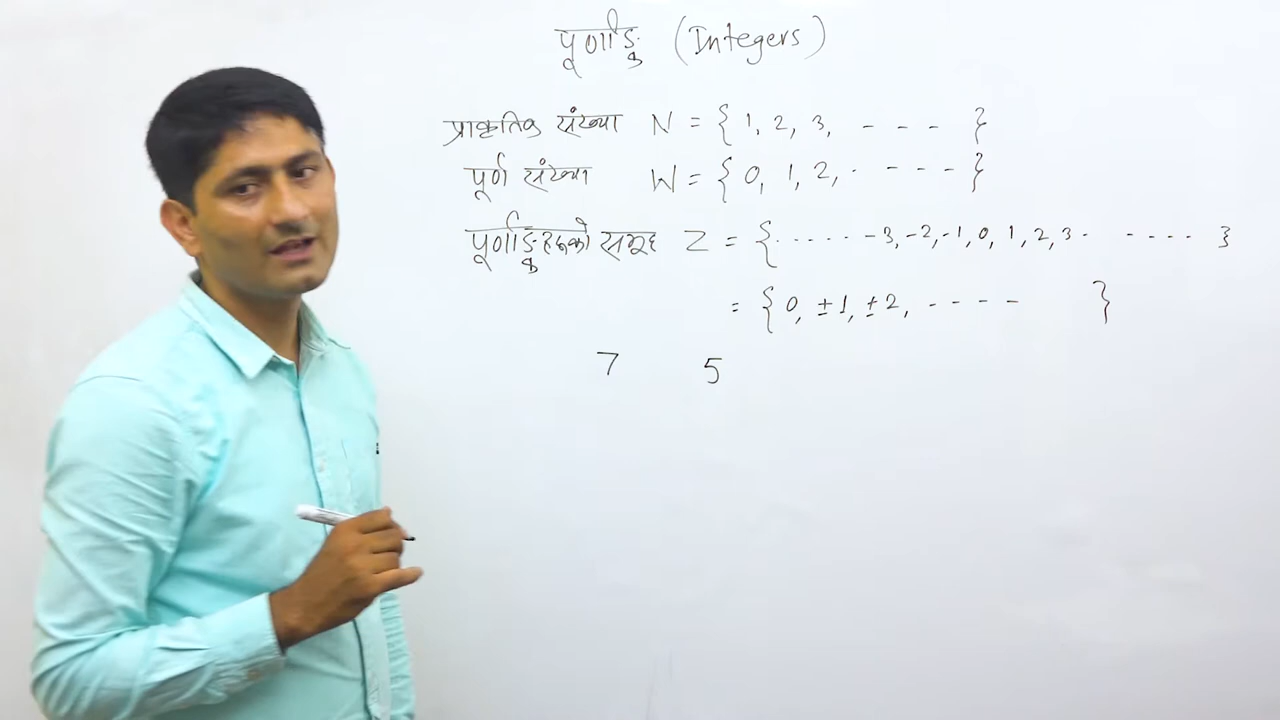 पूर्णाङ्क (Integers)
प्राकृतिक संख्या N = { 1, 2, 3, - - - }
पूर्ण संख्या W = { 0, 1, 2, - - - - }
पूर्णाङ्कहरूको समूह Z = { ...... -3, -2, -1, 0, 1, 2, 3 - - - - - }
= { 0, ±1, ±2, - - - - }
7 5